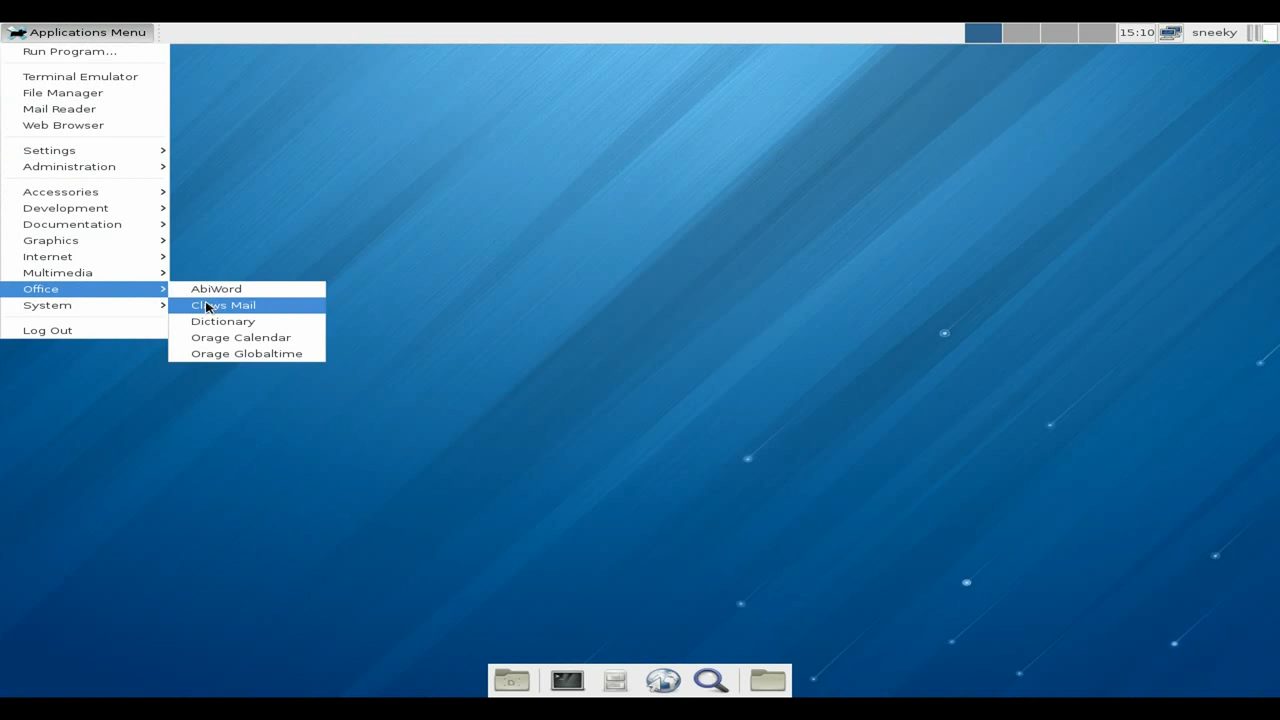 Applications Menu
15:10
sneeky
Run Program...
Terminal Emulator
File Manager
Mail Reader
Web Browser
Settings
Administration
Accessories
Development
Documentation
Graphics
Internet
Multimedia
Office
System
Log Out
AbiWord
Claws Mail
Dictionary
Orage Calendar
Orage Globaltime